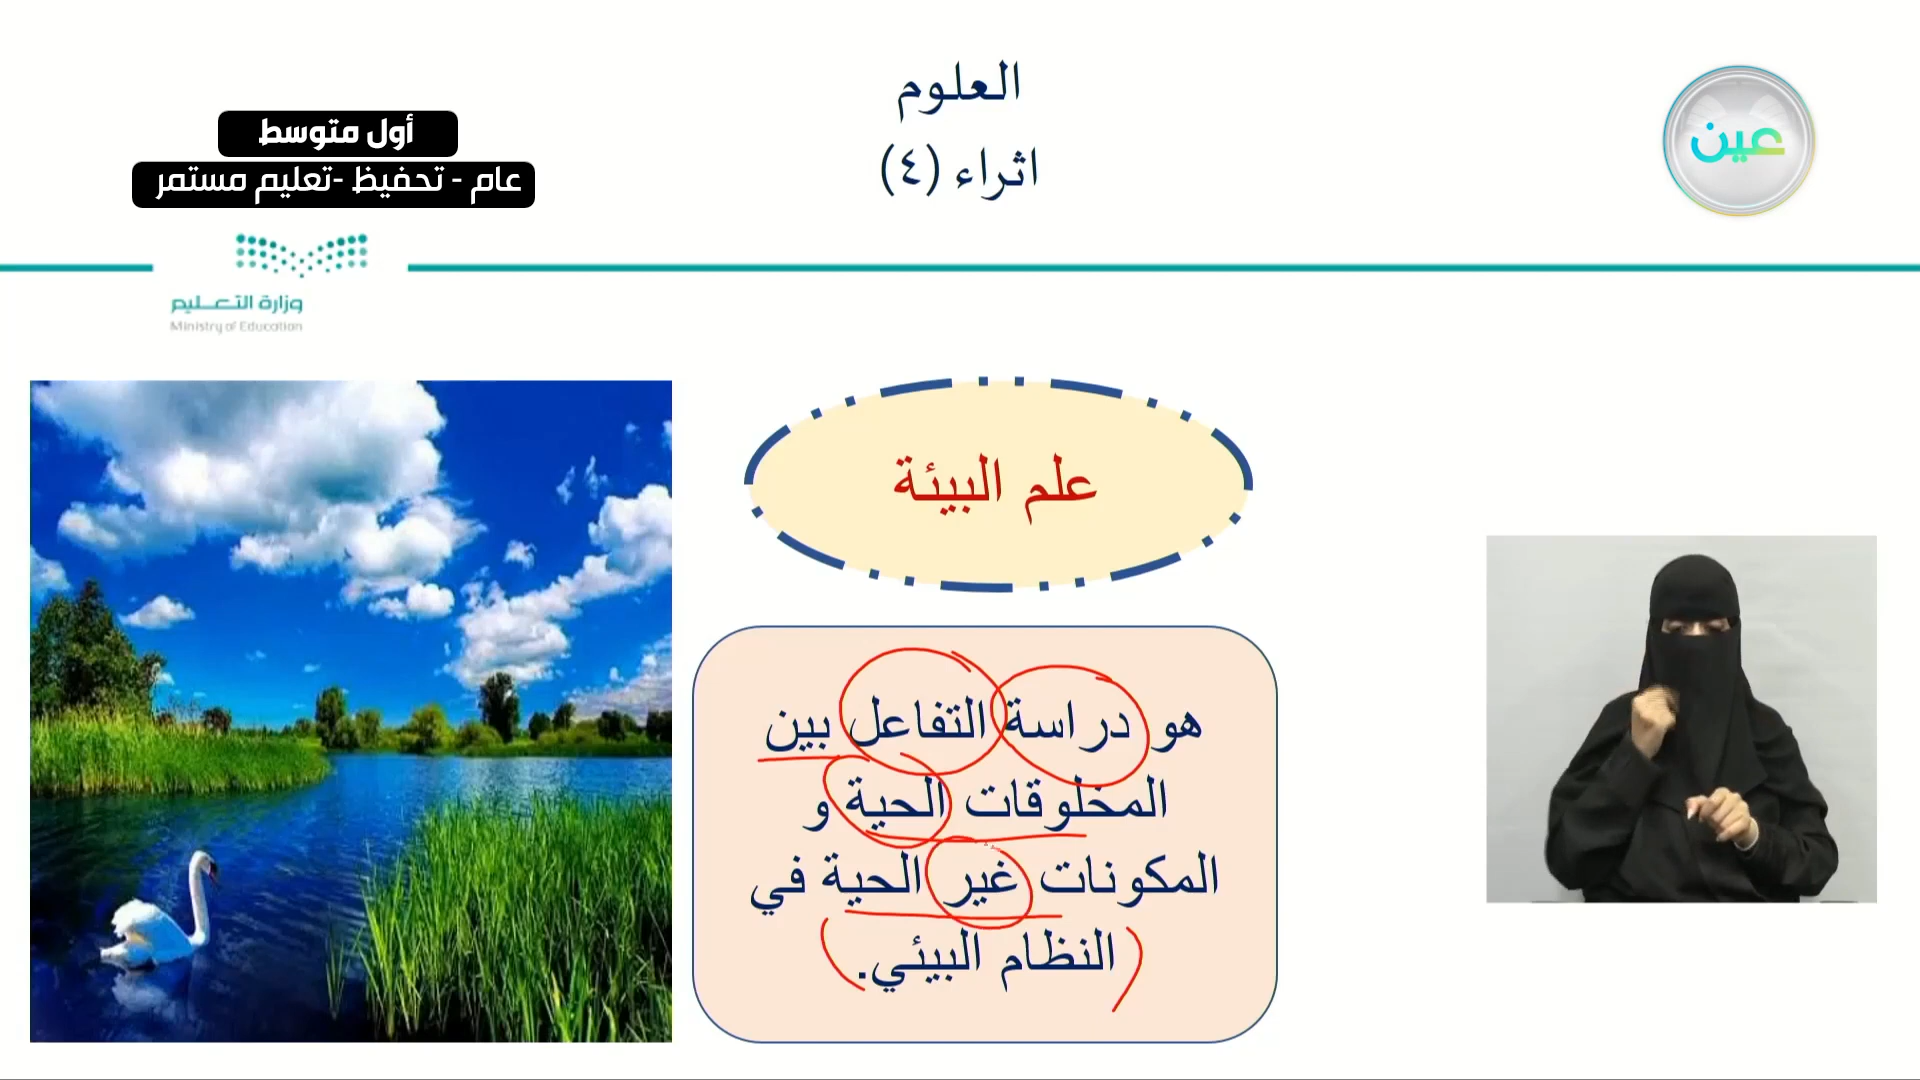 العلوم
اثراء (٤)
عين
أول متوسط
عام - تحفيظ -تعليم مستمر
وزارة التعليم
Ministry of Education
علم البيئة
هو دراسة التفاعل بين
المخلوقات الحية و
المكونات غير الحية في
النظام البيئي.